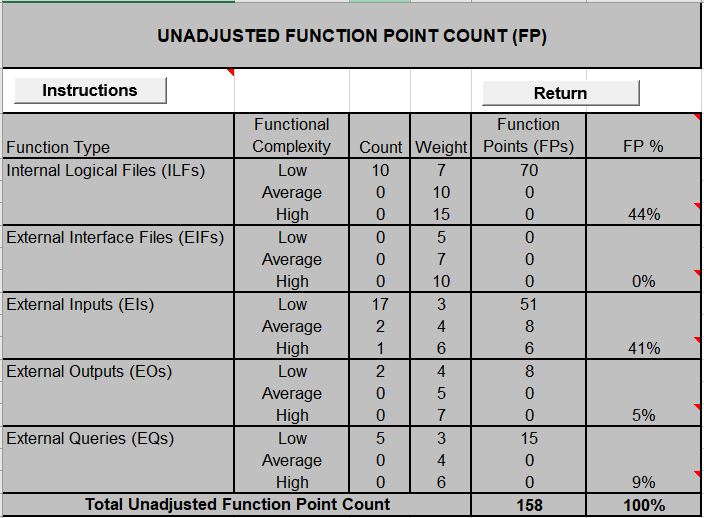 UNADJUSTED FUNCTION POINT COUNT (FP)
Instructions
Return
Function Type
Functional Complexity
Count
Weight
Function Points (FPs)
FP %
Internal Logical Files (ILFs) Low 10 7 70
Average 0 10 0
High 0 15 0 44%
External Interface Files (EIFs) Low 0 5 0
Average 0 7 0
High 0 10 0 0%
External Inputs (EIs) Low 17 3 51
Average 2 4 8
High 1 6 6 41%
External Outputs (EOs) Low 2 4 8
Average 0 5 0
High 0 7 0 5%
External Queries (EQs) Low 5 3 15
Average 0 4 0
High 0 6 0 9%
Total Unadjusted Function Point Count 158 100%